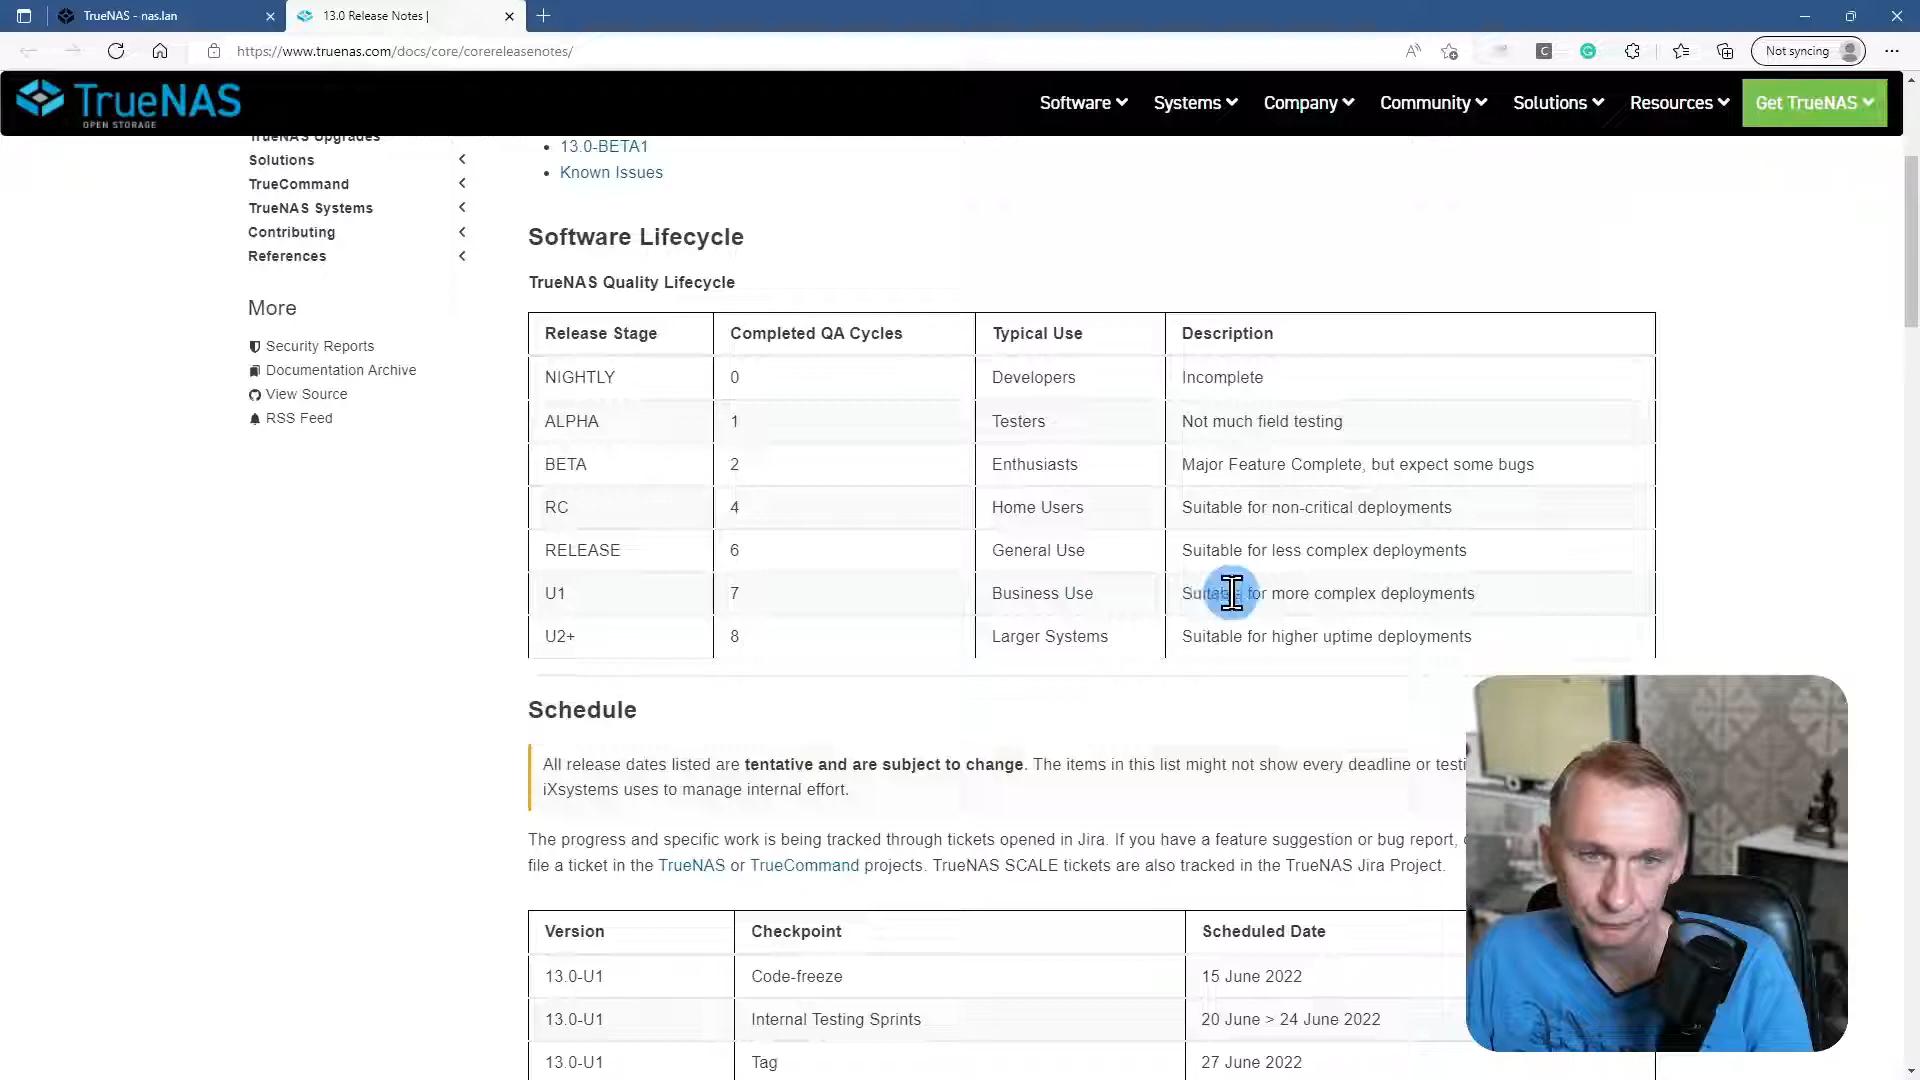 TrueNAS - nas.lan
13.0 Release Notes |
https://www.truenas.com/docs/core/corereleasenotes/
Not syncing
TrueNAS
OPEN STORAGE
Software
Systems
Company
Community
Solutions
Resources
Get TrueNAS
TrueNAS Upgrades
Solutions
TrueCommand
TrueNAS Systems
Contributing
References
More
Security Reports
Documentation Archive
View Source
RSS Feed
• 13.0-BETA1
• Known Issues
Software Lifecycle
TrueNAS Quality Lifecycle
Release Stage Completed QA Cycles Typical Use Description
NIGHTLY 0 Developers Incomplete
ALPHA 1 Testers Not much field testing
BETA 2 Enthusiasts Major Feature Complete, but expect some bugs
RC 4 Home Users Suitable for non-critical deployments
RELEASE 6 General Use Suitable for less complex deployments
U1 7 Business Use Suitable for more complex deployments
U2+ 8 Larger Systems Suitable for higher uptime deployments
Schedule
All release dates listed are tentative and are subject to change. The items in this list might not show every deadline or testi
iXsystems uses to manage internal effort.
The progress and specific work is being tracked through tickets opened in Jira. If you have a feature suggestion or bug report,
file a ticket in the TrueNAS or TrueCommand projects. TrueNAS SCALE tickets are also tracked in the TrueNAS Jira Project.
Version Checkpoint Scheduled Date
13.0-U1 Code-freeze 15 June 2022
13.0-U1 Internal Testing Sprints 20 June > 24 June 2022
13.0-U1 Tag 27 June 2022